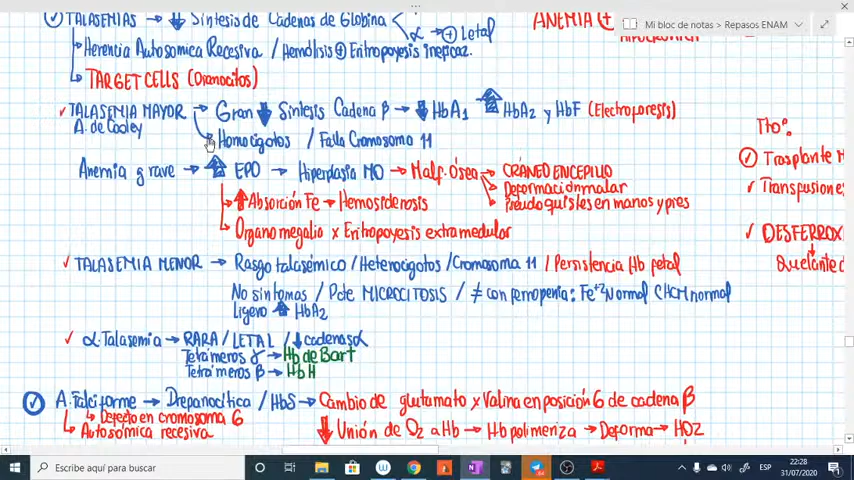 Mi bloc de notas > Repasos ENAM
TALASEMIAS → ↓ Síntesis de Cadenas de Globina
α → ⊕ Letal
ANEMIA ⊕
Herencia Autosomica Recesiva / Hemólisis ⊕ Eritropoyesis ineficaz.
TARGET CELLS (Dianocitos)
✓ TALASEMIA MAYOR → Gran ↓ Síntesis Cadena β → ↓ HbA1 ↑ HbA2 y HbF (Electroforesis)
A. de Cooley
Homocigotos / Falla Cromosoma 11
Anemia grave → ↑ EPO → Hiperplasia MO → Malf. Ósea → CRÁNEO EN CEPILLO
Deformación malar
Pseudoquistes en manos y pies
↑ Absorción Fe → Hemosiderosis
Organomegalia x Eritropoyesis extramedular
Tto:
Trasplante M
✓ Transfusione
✓ DESFERROX
Quelante d
✓ TALASEMIA MENOR → Rasgo talasémico / Heterocigotos / Cromosoma 11 / Persistencia Hb fetal
No síntomas / Pcte MICROCITOSIS / ≠ con ferropenia: Fe+2 Normal CHCM normal
Ligero ↑ HbA2
✓ α. Talasemia → RARA / LETAL / ↓ cadenas α
Tetrámeros γ → Hb de Bart
Tetrámeros β → HbH
✓ A. Falciforme → Drepanocítica / HbS → Cambio de glutamato x Valina en posición 6 de cadena β
Defecto en cromosoma 6
Autosómica recesiva
↓ Unión de O2 a Hb → Hb polimeriza → Deforma → HO2
Escribe aquí para buscar
ESP
22:28
31/07/2020